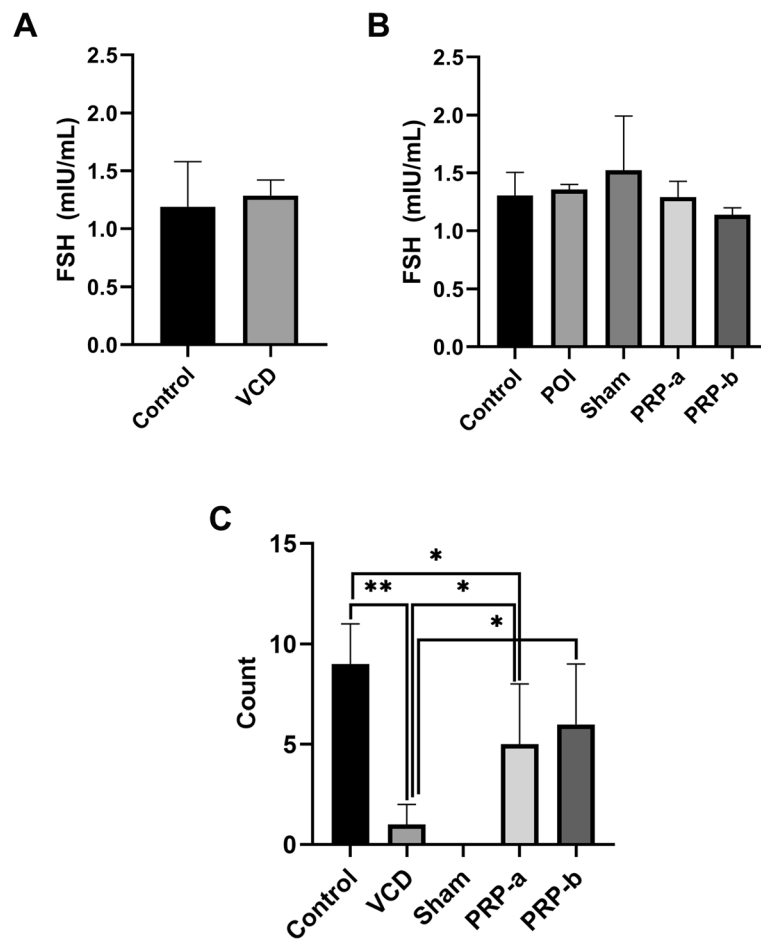 A
FSH (mIU/mL)
2.5
2.0
1.5
1.0
0.5
0.0
Control
VCD
B
FSH (mIU/mL)
2.5
2.0
1.5
1.0
0.5
0.0
Control
POI
Sham
PRP-a
PRP-b
C
Count
15
10
5
0
*
**
*
*
Control
VCD
Sham
PRP-a
PRP-b